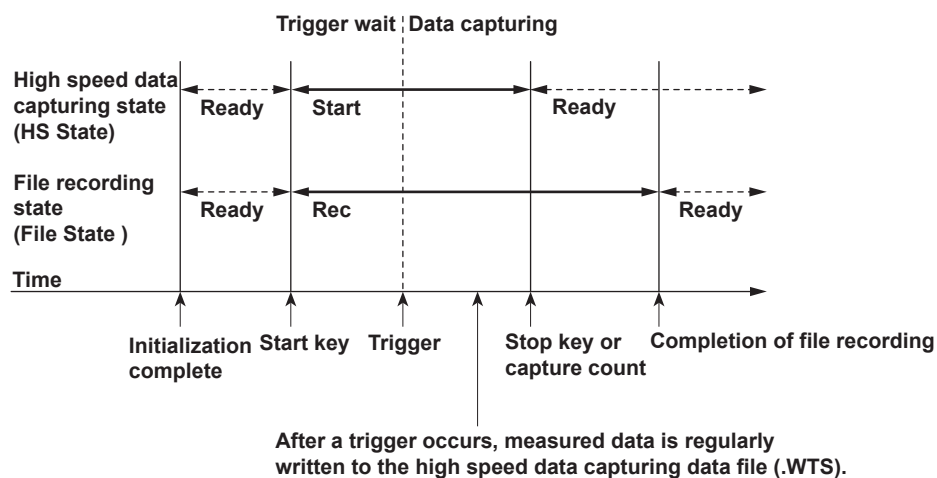 Trigger wait Data capturing
High speed data
capturing state
(HS State)
Ready
Start
Ready
File recording
state
(File State )
Ready
Rec
Ready
Time
Initialization
complete
Start key
Trigger
Stop key or
capture count
Completion of file recording
After a trigger occurs, measured data is regularly
written to the high speed data capturing data file (.WTS).